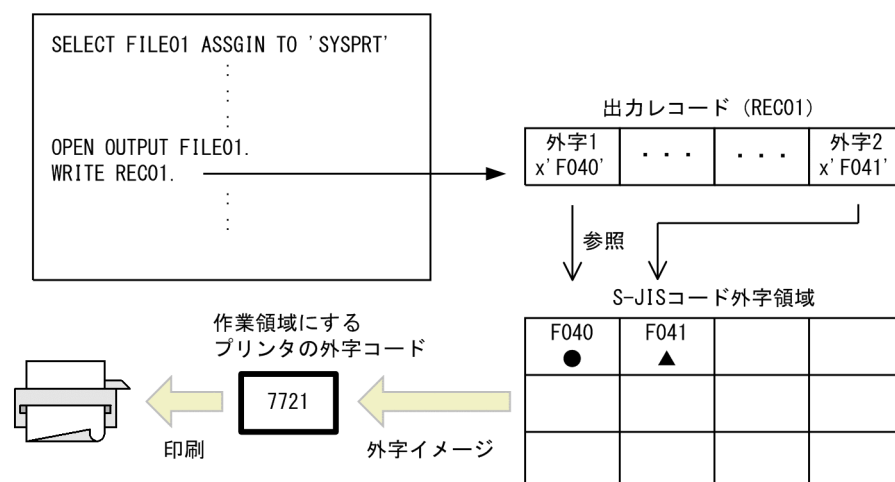 SELECT FILE01 ASSGIN TO 'SYSPRT'
:
:
OPEN OUTPUT FILE01.
WRITE REC01.
:
:
出力レコード (REC01)
外字1
x'F040'
・・・
・・・
外字2
x'F041'
参照
S-JISコード外字領域
F040
●
F041
▲
作業領域にする
プリンタの外字コード
7721
印刷
外字イメージ